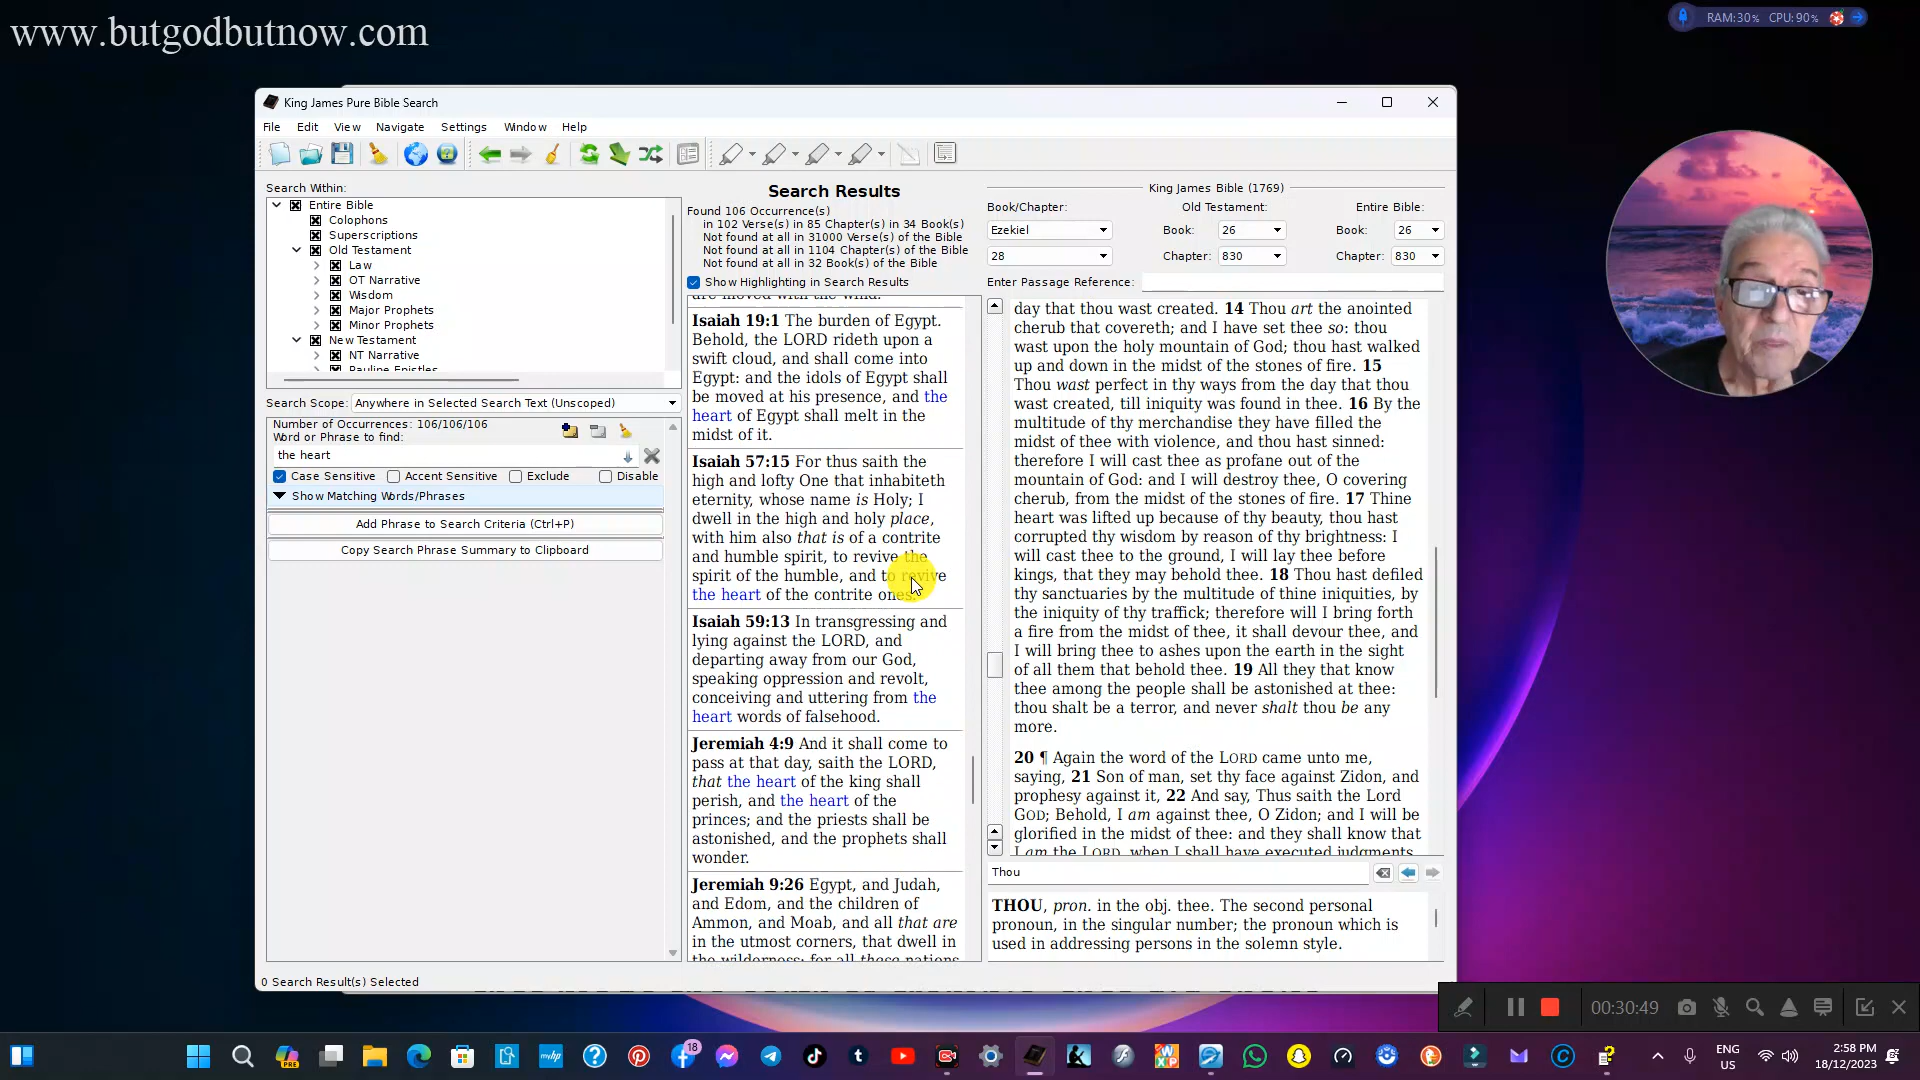 www.butgodbutnow.com
RAM:30% CPU:90%
King James Pure Bible Search
File Edit View Navigate Settings Window Help
Search Within:
Entire Bible
Colophons
Superscriptions
Old Testament
Law
OT Narrative
Wisdom
Major Prophets
Minor Prophets
New Testament
NT Narrative
Pauline Epistles
Search Scope: Anywhere in Selected Search Text (Unscoped)
Number of Occurrences: 106/106/106
Word or Phrase to find:
the heart
Case Sensitive Accent Sensitive Exclude Disable
Show Matching Words/Phrases
Add Phrase to Search Criteria (Ctrl+P)
Copy Search Phrase Summary to Clipboard
0 Search Result(s) Selected
Search Results
Found 106 Occurrence(s)
in 102 Verse(s) in 85 Chapter(s) in 34 Book(s)
Not found at all in 31000 Verse(s) of the Bible
Not found at all in 1104 Chapter(s) of the Bible
Not found at all in 32 Book(s) of the Bible
Show Highlighting in Search Results
are moved with the wind.
Isaiah 19:1 The burden of Egypt.
Behold, the LORD rideth upon a
swift cloud, and shall come into
Egypt: and the idols of Egypt shall
be moved at his presence, and the
heart of Egypt shall melt in the
midst of it.
Isaiah 57:15 For thus saith the
high and lofty One that inhabiteth
eternity, whose name is Holy; I
dwell in the high and holy place,
with him also that is of a contrite
and humble spirit, to revive the
spirit of the humble, and to revive
the heart of the contrite ones.
Isaiah 59:13 In transgressing and
lying against the LORD, and
departing away from our God,
speaking oppression and revolt,
conceiving and uttering from the
heart words of falsehood.
Jeremiah 4:9 And it shall come to
pass at that day, saith the LORD,
that the heart of the king shall
perish, and the heart of the
princes; and the priests shall be
astonished, and the prophets shall
wonder.
Jeremiah 9:26 Egypt, and Judah,
and Edom, and the children of
Ammon, and Moab, and all that are
in the utmost corners, that dwell in
the wilderness: for all these nations
King James Bible (1769)
Book/Chapter: Old Testament: Entire Bible:
Ezekiel Book: 26 Book: 26
28 Chapter: 830 Chapter: 830
Enter Passage Reference:
day that thou wast created. 14 Thou art the anointed
cherub that covereth; and I have set thee so: thou
wast upon the holy mountain of God; thou hast walked
up and down in the midst of the stones of fire. 15
Thou wast perfect in thy ways from the day that thou
wast created, till iniquity was found in thee. 16 By the
multitude of thy merchandise they have filled the
midst of thee with violence, and thou hast sinned:
therefore I will cast thee as profane out of the
mountain of God: and I will destroy thee, O covering
cherub, from the midst of the stones of fire. 17 Thine
heart was lifted up because of thy beauty, thou hast
corrupted thy wisdom by reason of thy brightness: I
will cast thee to the ground, I will lay thee before
kings, that they may behold thee. 18 Thou hast defiled
thy sanctuaries by the multitude of thine iniquities, by
the iniquity of thy traffick; therefore will I bring forth
a fire from the midst of thee, it shall devour thee, and
I will bring thee to ashes upon the earth in the sight
of all them that behold thee. 19 All they that know
thee among the people shall be astonished at thee:
thou shalt be a terror, and never shalt thou be any
more.
20 ¶ Again the word of the LORD came unto me,
saying, 21 Son of man, set thy face against Zidon, and
prophesy against it, 22 And say, Thus saith the Lord
GOD; Behold, I am against thee, O Zidon; and I will be
glorified in the midst of thee: and they shall know that
I am the LORD, when I shall have executed judgments
Thou
THOU, pron. in the obj. thee. The second personal
pronoun, in the singular number; the pronoun which is
used in addressing persons in the solemn style.
00:30:49
PRE
myhp
18
ENG
US
2:58 PM
18/12/2023